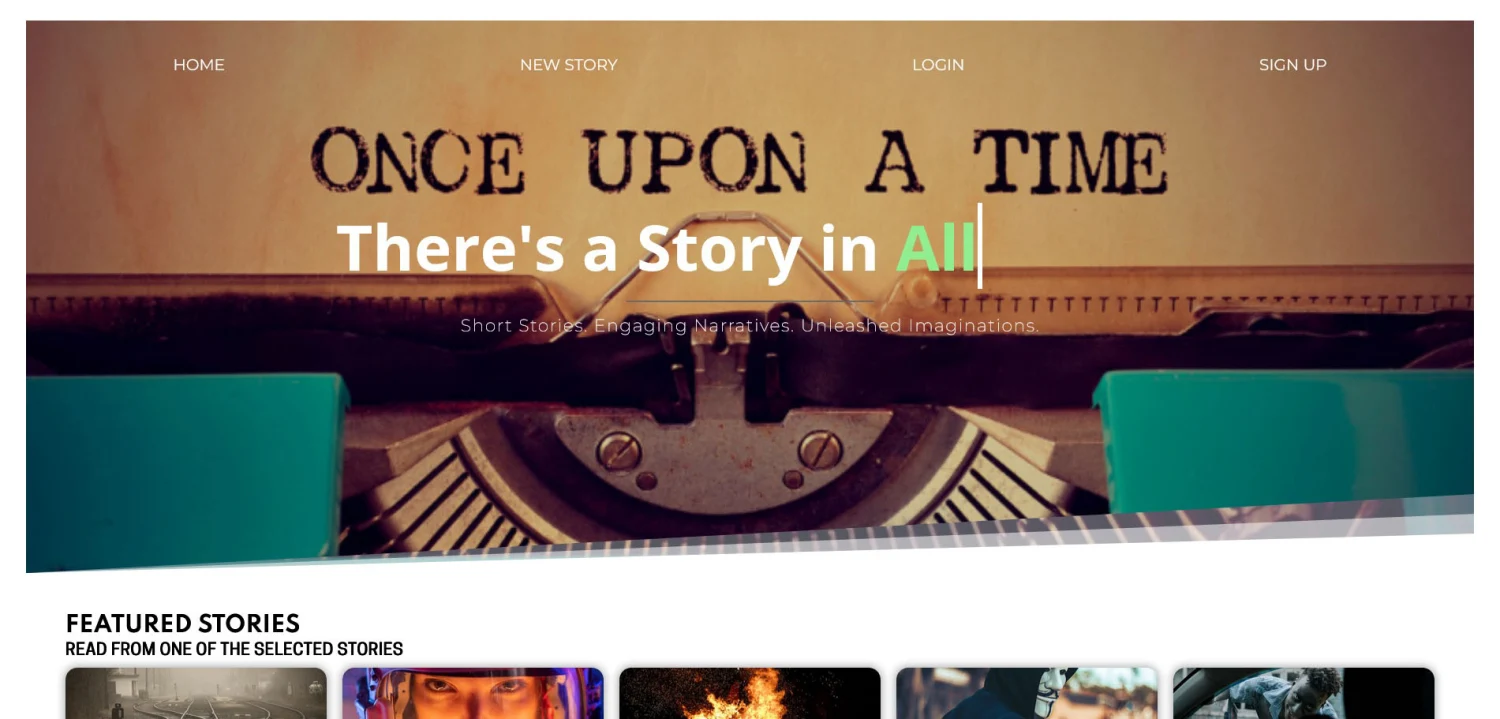 HOME NEW STORY LOGIN SIGN UP
ONCE UPON A TIME
There's a Story in All
Short Stories. Engaging Narratives. Unleashed Imaginations.
FEATURED STORIES
READ FROM ONE OF THE SELECTED STORIES